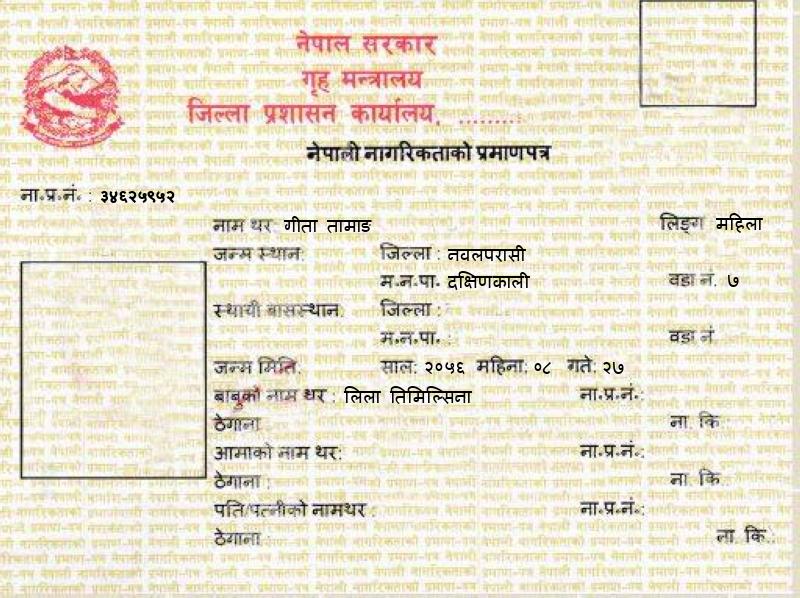 नेपाल सरकार
गृह मन्त्रालय
जिल्ला प्रशासन कार्यालय, .........
नेपाली नागरिकताको प्रमाणपत्र
ना.प्र.नं. : ३४६२५९५२
नाम थर: गीता तामाङ लिङ्ग महिला
जन्म स्थान: जिल्ला : नवलपरासी
म.न.पा. दक्षिणकाली वडा नं. ७
स्थायी बासस्थान: जिल्ला :
म.न.पा. : वडा नं.
जन्म मिति: साल: २०५६ महिना: ०८ गते: २७
बाबुको नाम थर : लिला तिमिल्सिना ना.प्र.नं.:
ठेगाना: ना. कि.:
आमाको नाम थर: ना.प्र.नं.:
ठेगाना : ना. कि.
पति/पत्नीको नामथर : ना.प्र.नं.:
ठेगाना : ना. कि.: